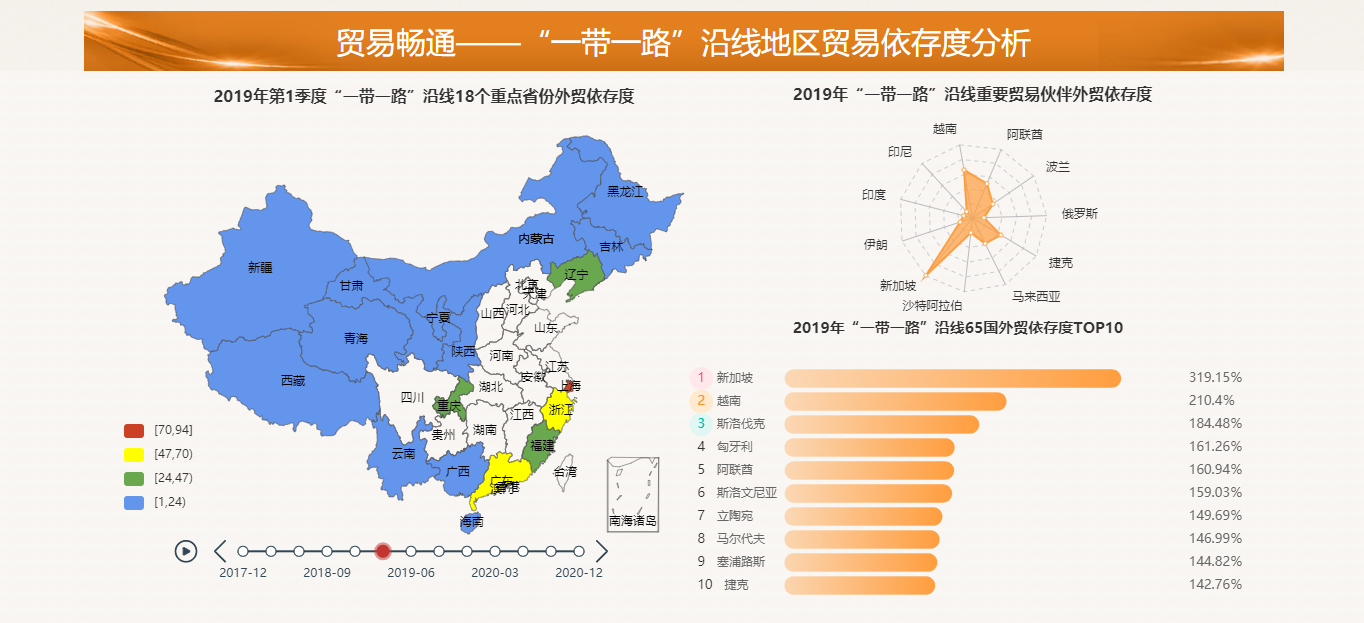 贸易畅通——“一带一路”沿线地区贸易依存度分析
2019年第1季度“一带一路”沿线18个重点省份外贸依存度
黑龙江
内蒙古
吉林
新疆
辽宁
甘肃
北京
天津
宁夏
山西
河北
山东
青海
陕西
河南
江苏
西藏
安徽
上海
湖北
四川
重庆
浙江
江西
湖南
贵州
福建
云南
广西
广东
香港
台湾
海南
南海诸岛
[70,94]
[47,70)
[24,47)
[1,24)
2017-12
2018-09
2019-06
2020-03
2020-12
2019年“一带一路”沿线重要贸易伙伴外贸依存度
越南
阿联酋
印尼
波兰
印度
俄罗斯
伊朗
捷克
新加坡
马来西亚
沙特阿拉伯
2019年“一带一路”沿线65国外贸依存度TOP10
1 新加坡 319.15%
2 越南 210.4%
3 斯洛伐克 184.48%
4 匈牙利 161.26%
5 阿联酋 160.94%
6 斯洛文尼亚 159.03%
7 立陶宛 149.69%
8 马尔代夫 146.99%
9 塞浦路斯 144.82%
10 捷克 142.76%